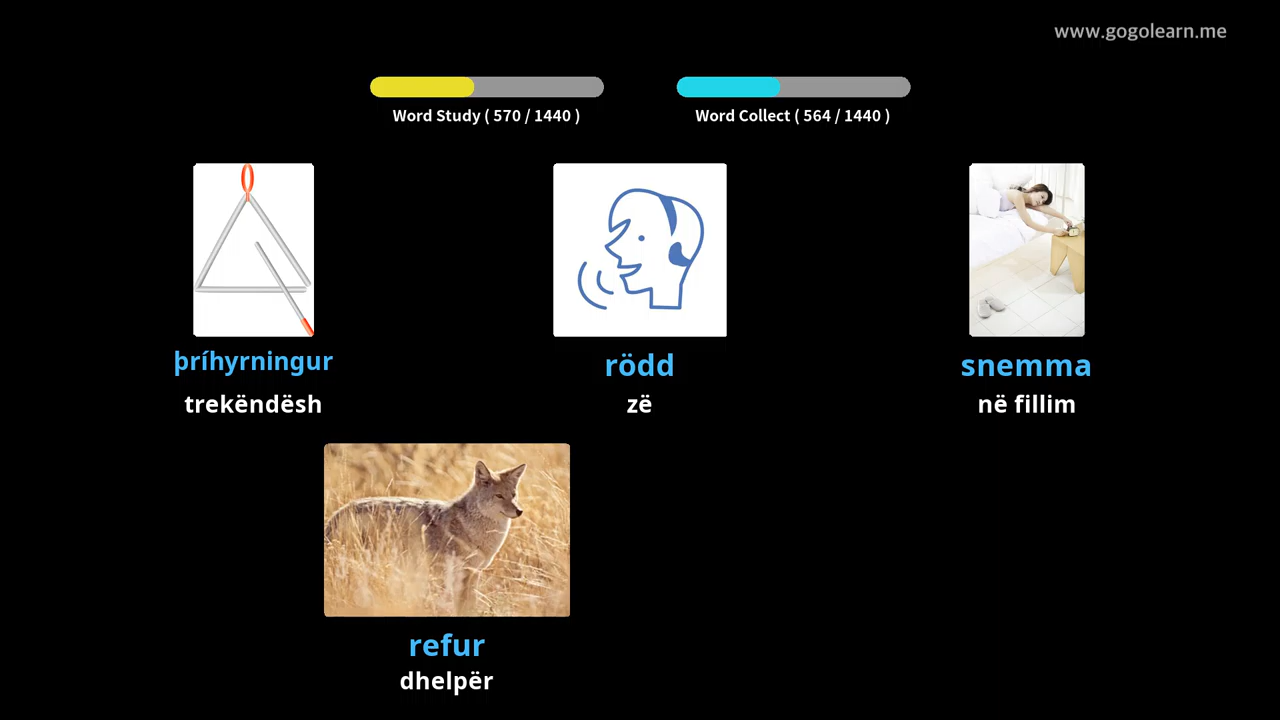 www.gogolearn.me
Word Study ( 570 / 1440 )
Word Collect ( 564 / 1440 )
þríhyrningur
rödd
snemma
trekëndësh
zë
në fillim
refur
dhelpër